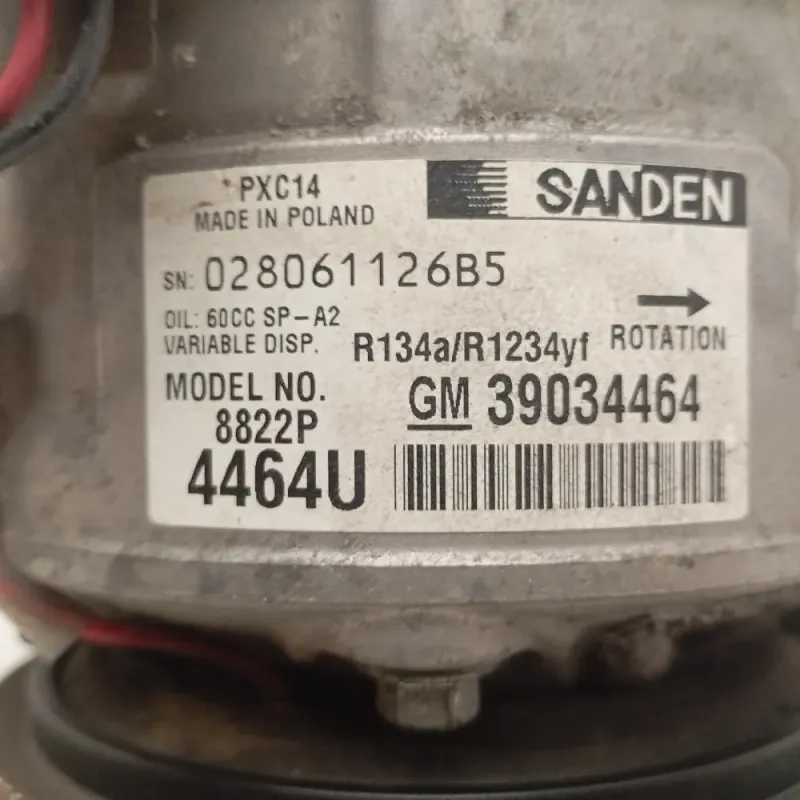 PXC14
MADE IN POLAND
SANDEN
SN: 028061126B5
OIL: 60CC SP-A2
VARIABLE DISP.
R134a/R1234yf
ROTATION
MODEL NO.
8822P
GM 39034464
4464U